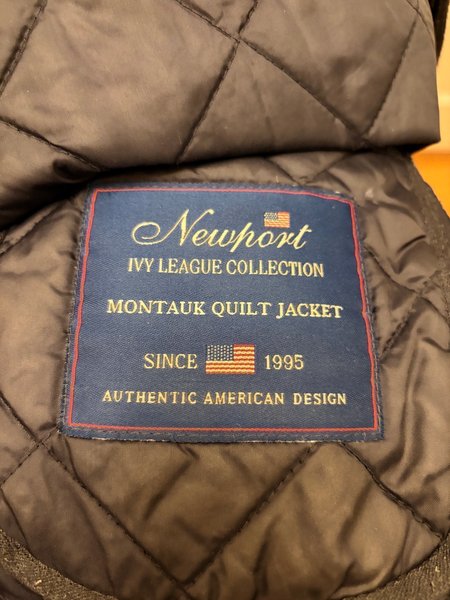 Newport
IVY LEAGUE COLLECTION
MONTAUK QUILT JACKET
SINCE 1995
AUTHENTIC AMERICAN DESIGN